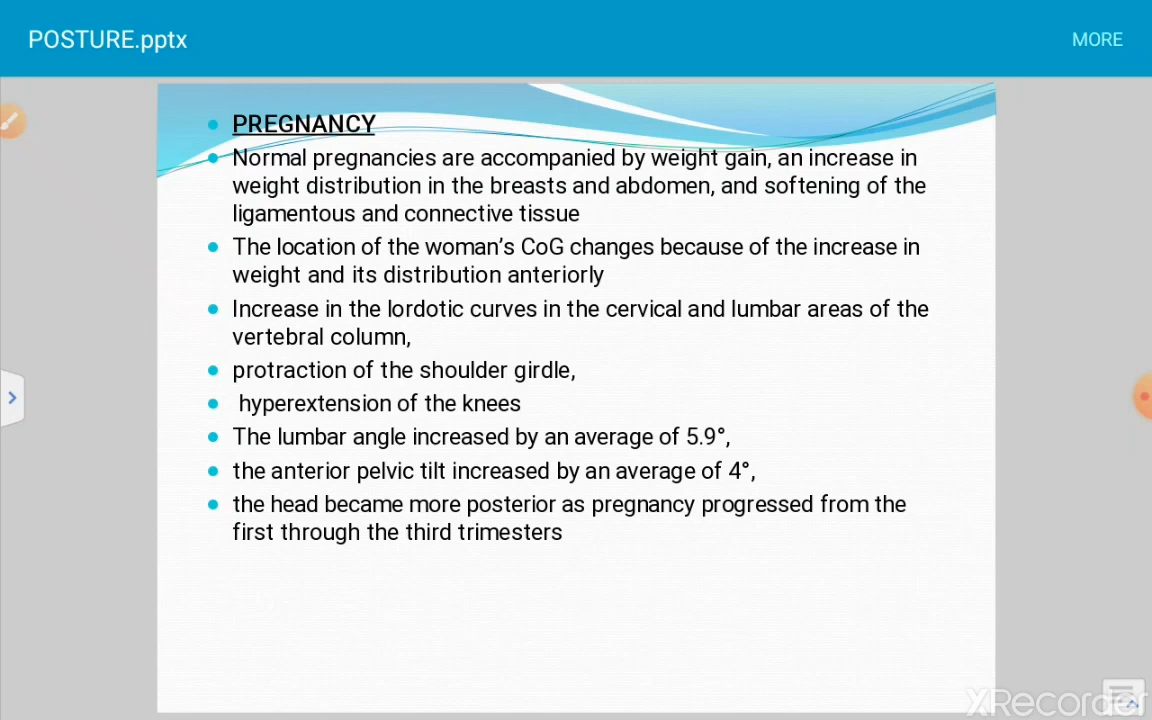 POSTURE.pptx
MORE
PREGNANCY
Normal pregnancies are accompanied by weight gain, an increase in
weight distribution in the breasts and abdomen, and softening of the
ligamentous and connective tissue
The location of the woman's CoG changes because of the increase in
weight and its distribution anteriorly
Increase in the lordotic curves in the cervical and lumbar areas of the
vertebral column,
protraction of the shoulder girdle,
hyperextension of the knees
The lumbar angle increased by an average of 5.9°,
the anterior pelvic tilt increased by an average of 4°,
the head became more posterior as pregnancy progressed from the
first through the third trimesters
XRecorder